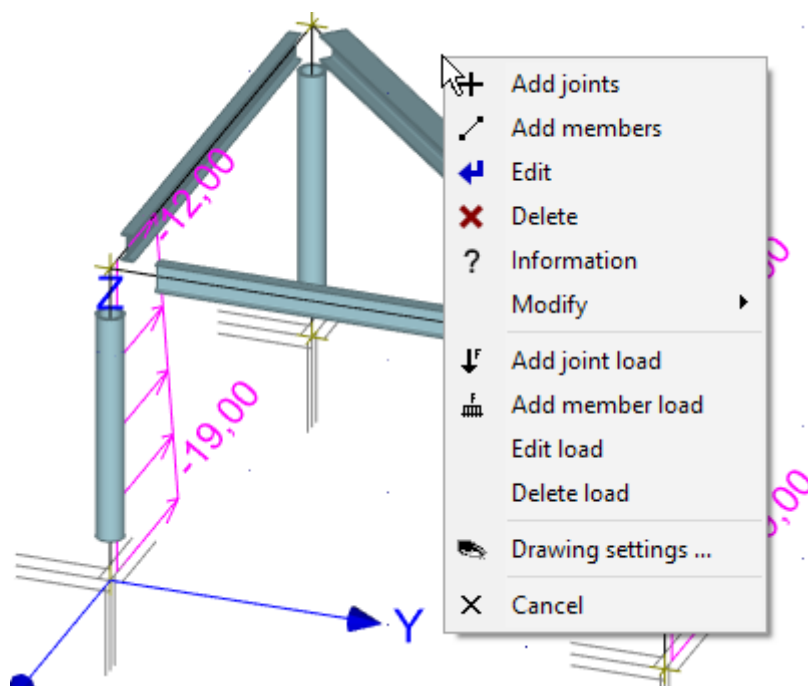 Add joints
Add members
Edit
Delete
? Information
Modify
F
Add joint load
F
Add member load
Edit load
Delete load
Drawing settings ...
Cancel
-12,00
Z
-19,00
Y